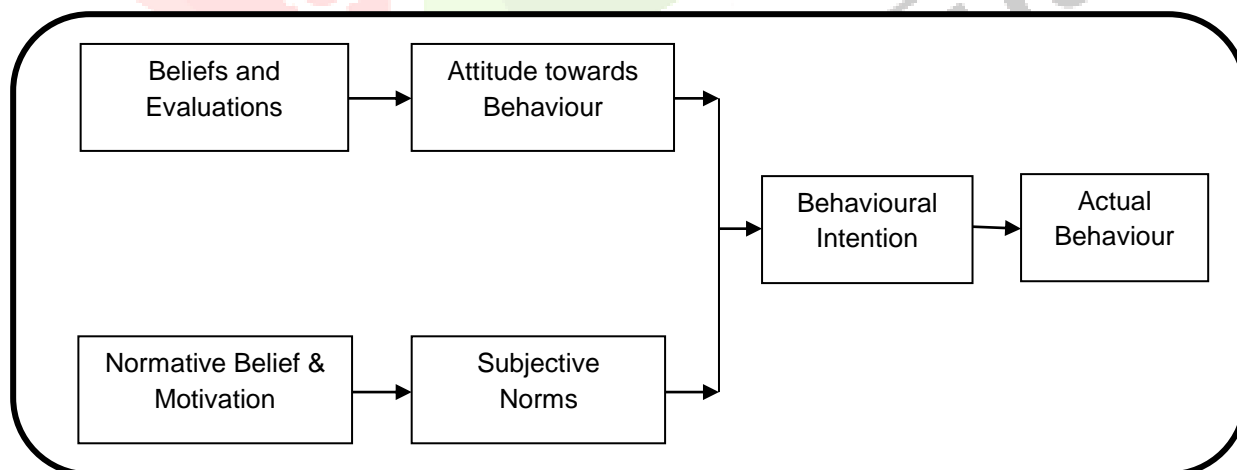 Beliefs and
Evaluations
Attitude towards
Behaviour
Behavioural
Intention
Actual
Behaviour
Normative Belief &
Motivation
Subjective
Norms